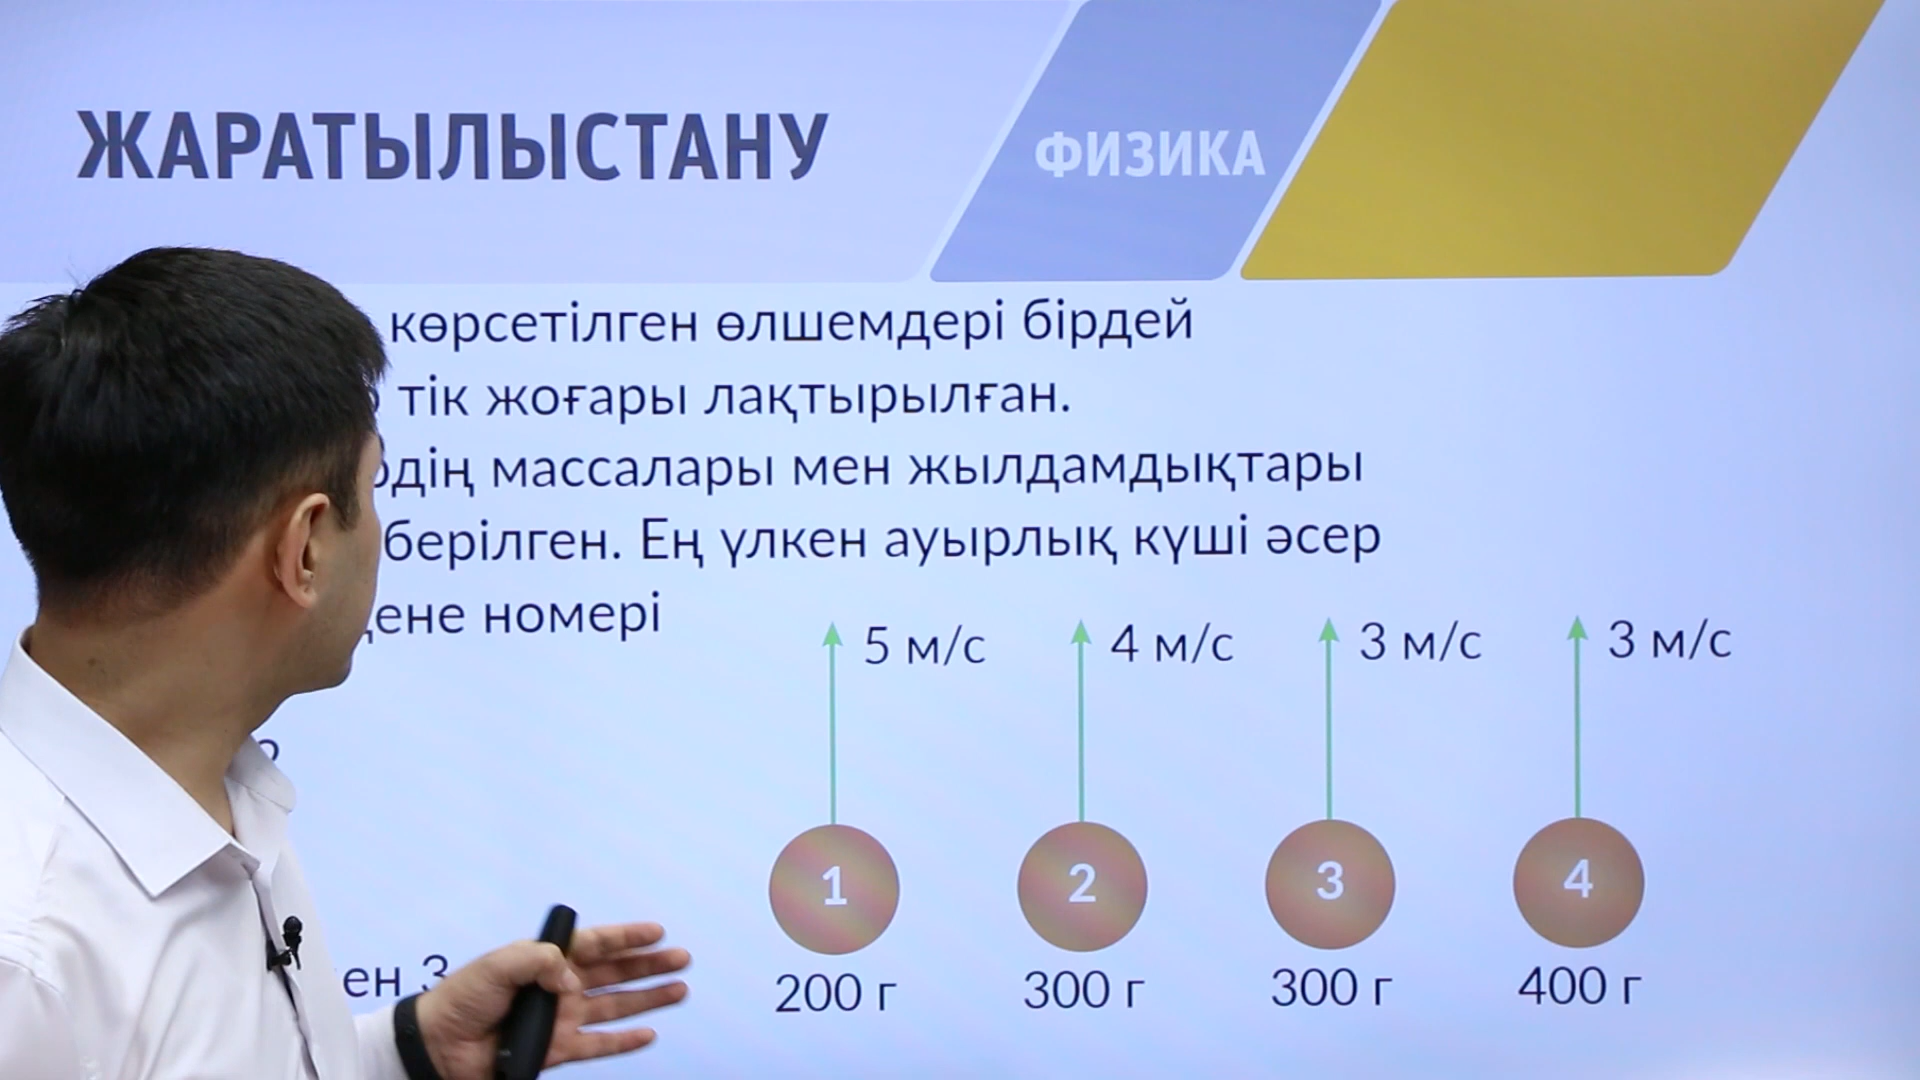 ЖАРАТЫЛЫСТАНУ
ФИЗИКА
көрсетілген өлшемдері бірдей
тік жоғары лақтырылған.
массалары мен жылдамдықтары
берілген. Ең үлкен ауырлық күші әсер
номері
5 м/с
4 м/с
3 м/с
3 м/с
1
2
3
4
200 г
300 г
300 г
400 г
3